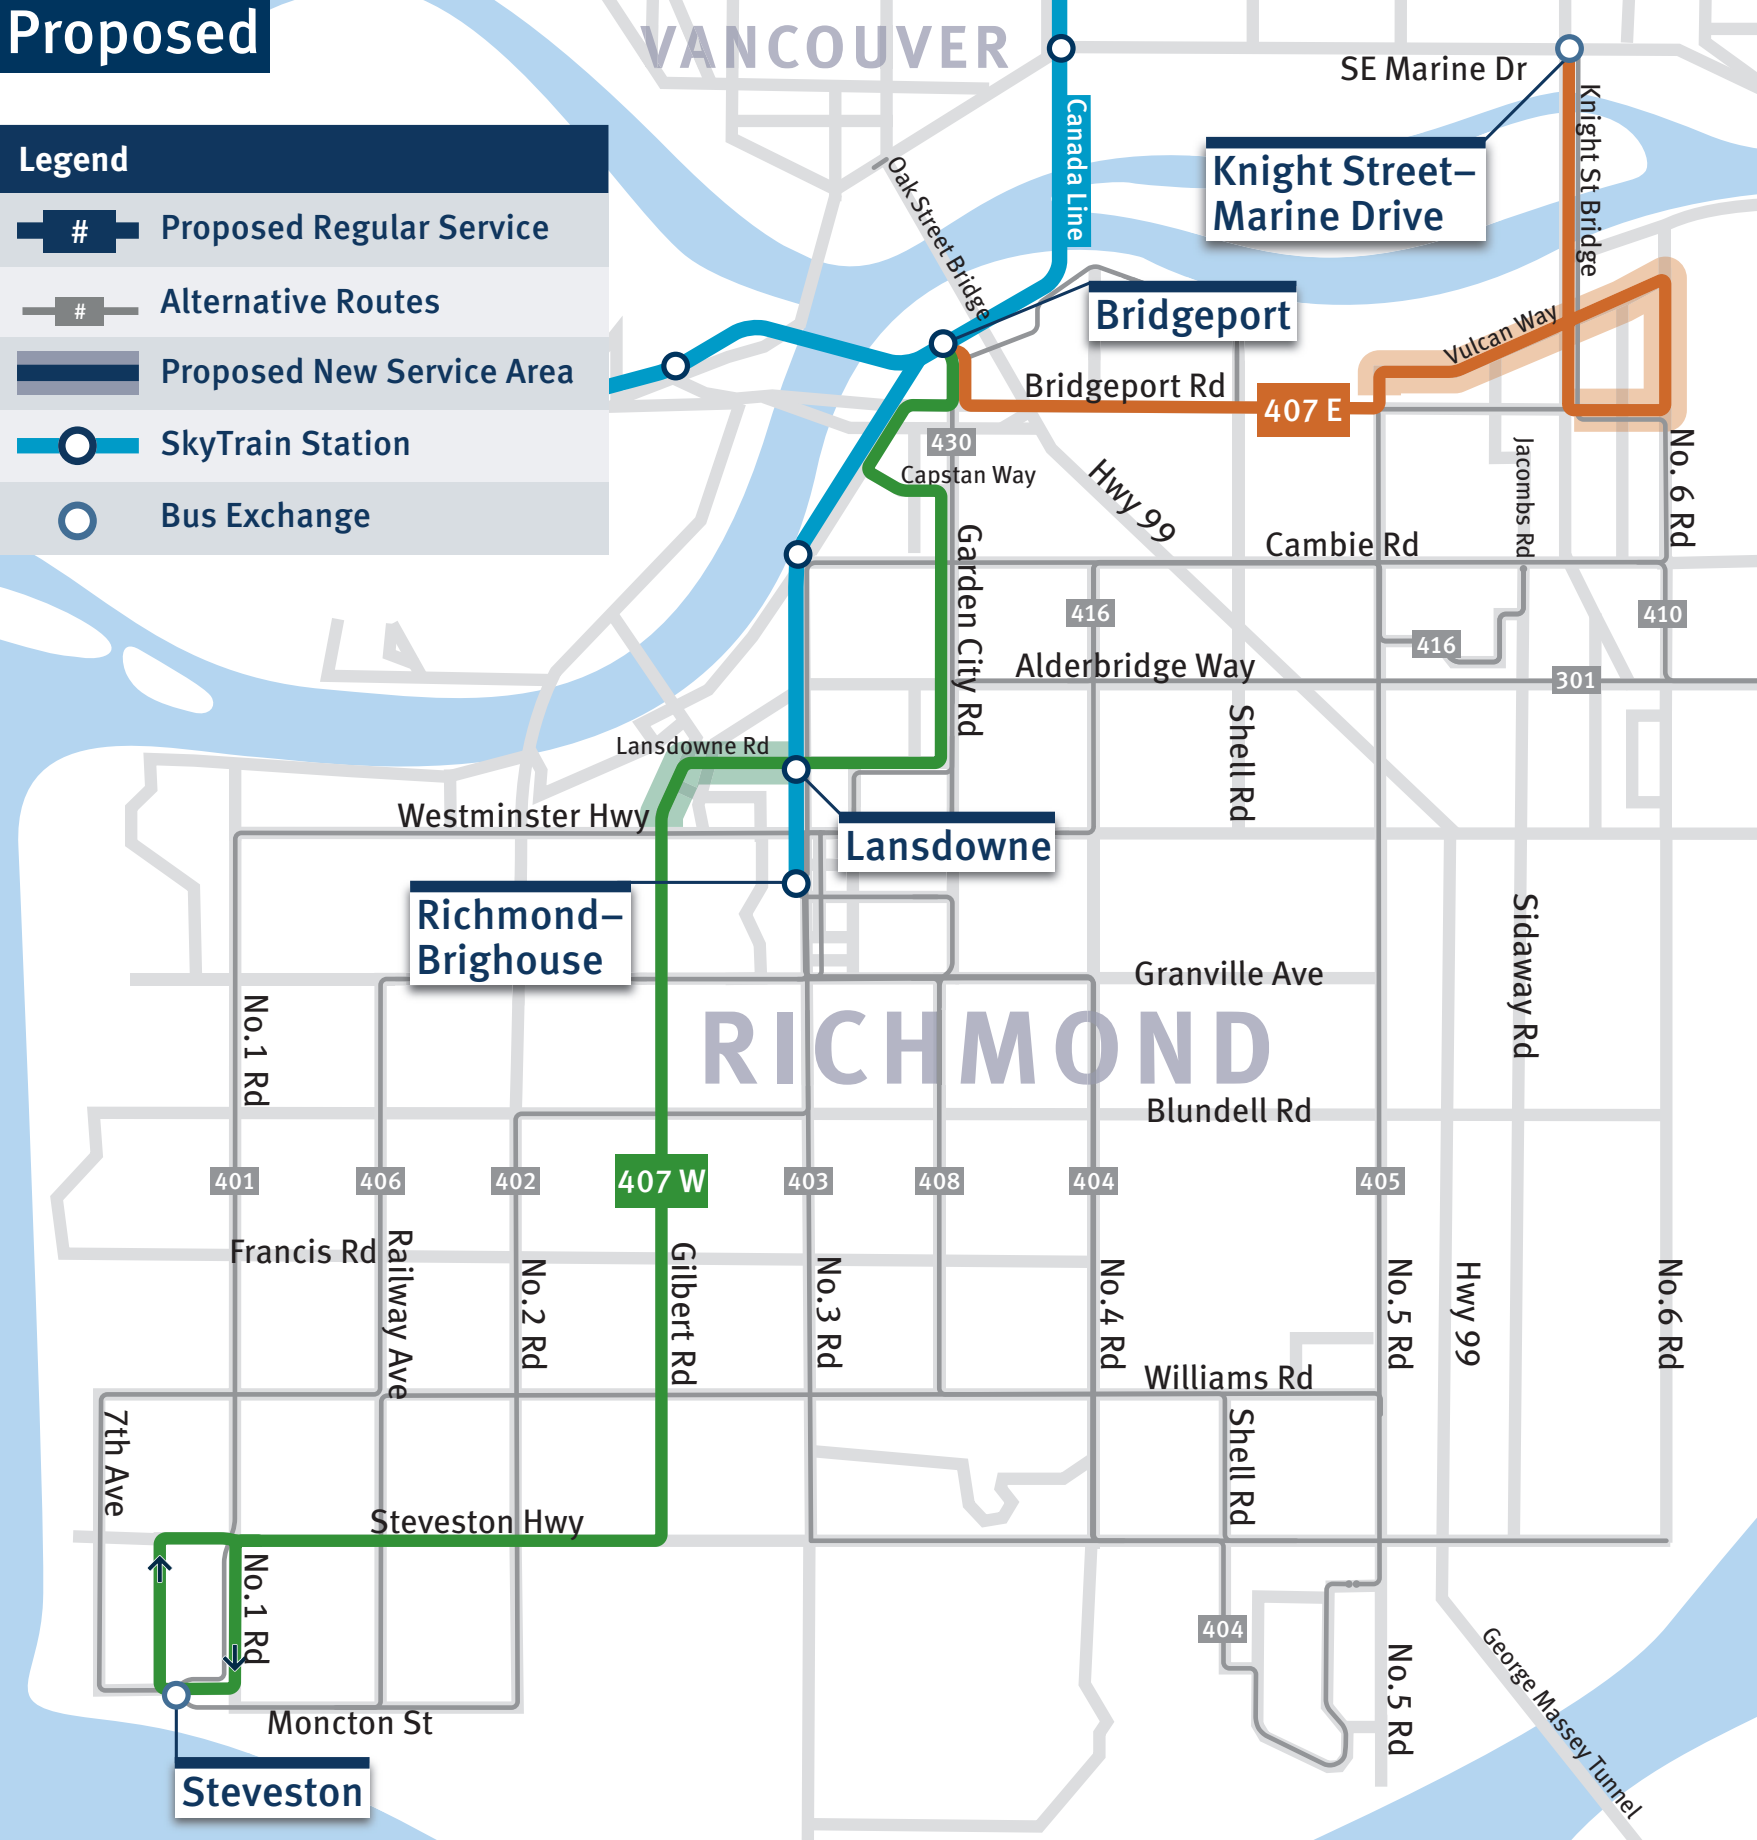 Proposed
VANCOUVER
SE Marine Dr
Legend
#
Proposed Regular Service
#
Alternative Routes
Proposed New Service Area
SkyTrain Station
Bus Exchange
Canada Line
Oak Street Bridge
Knight Street–
Marine Drive
Knight St Bridge
Bridgeport
Vulcan Way
Bridgeport Rd
407 E
430
Capstan Way
Hwy 99
Jacombs Rd
No. 6 Rd
Garden City Rd
Cambie Rd
416
410
416
Alderbridge Way
301
Shell Rd
Lansdowne Rd
Westminster Hwy
Lansdowne
Richmond–
Brighouse
Sidaway Rd
Granville Ave
No.1 Rd
RICHMOND
Blundell Rd
401
406
402
407 W
403
408
404
405
Francis Rd
Railway Ave
No.2 Rd
Gilbert Rd
No.3 Rd
No.4 Rd
No.5 Rd
Hwy 99
No.6 Rd
Williams Rd
7th Ave
Shell Rd
Steveston Hwy
No.1 Rd
404
No.5 Rd
George Massey Tunnel
Moncton St
Steveston